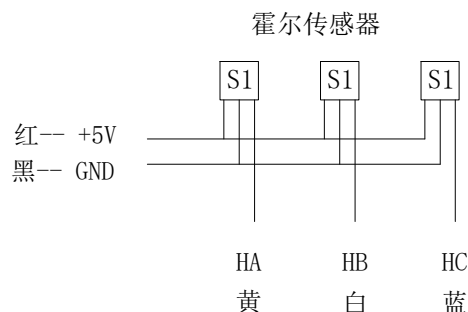 霍尔传感器
S1 S1 S1
红-- +5V
黑-- GND
HA HB HC
黄 白 蓝